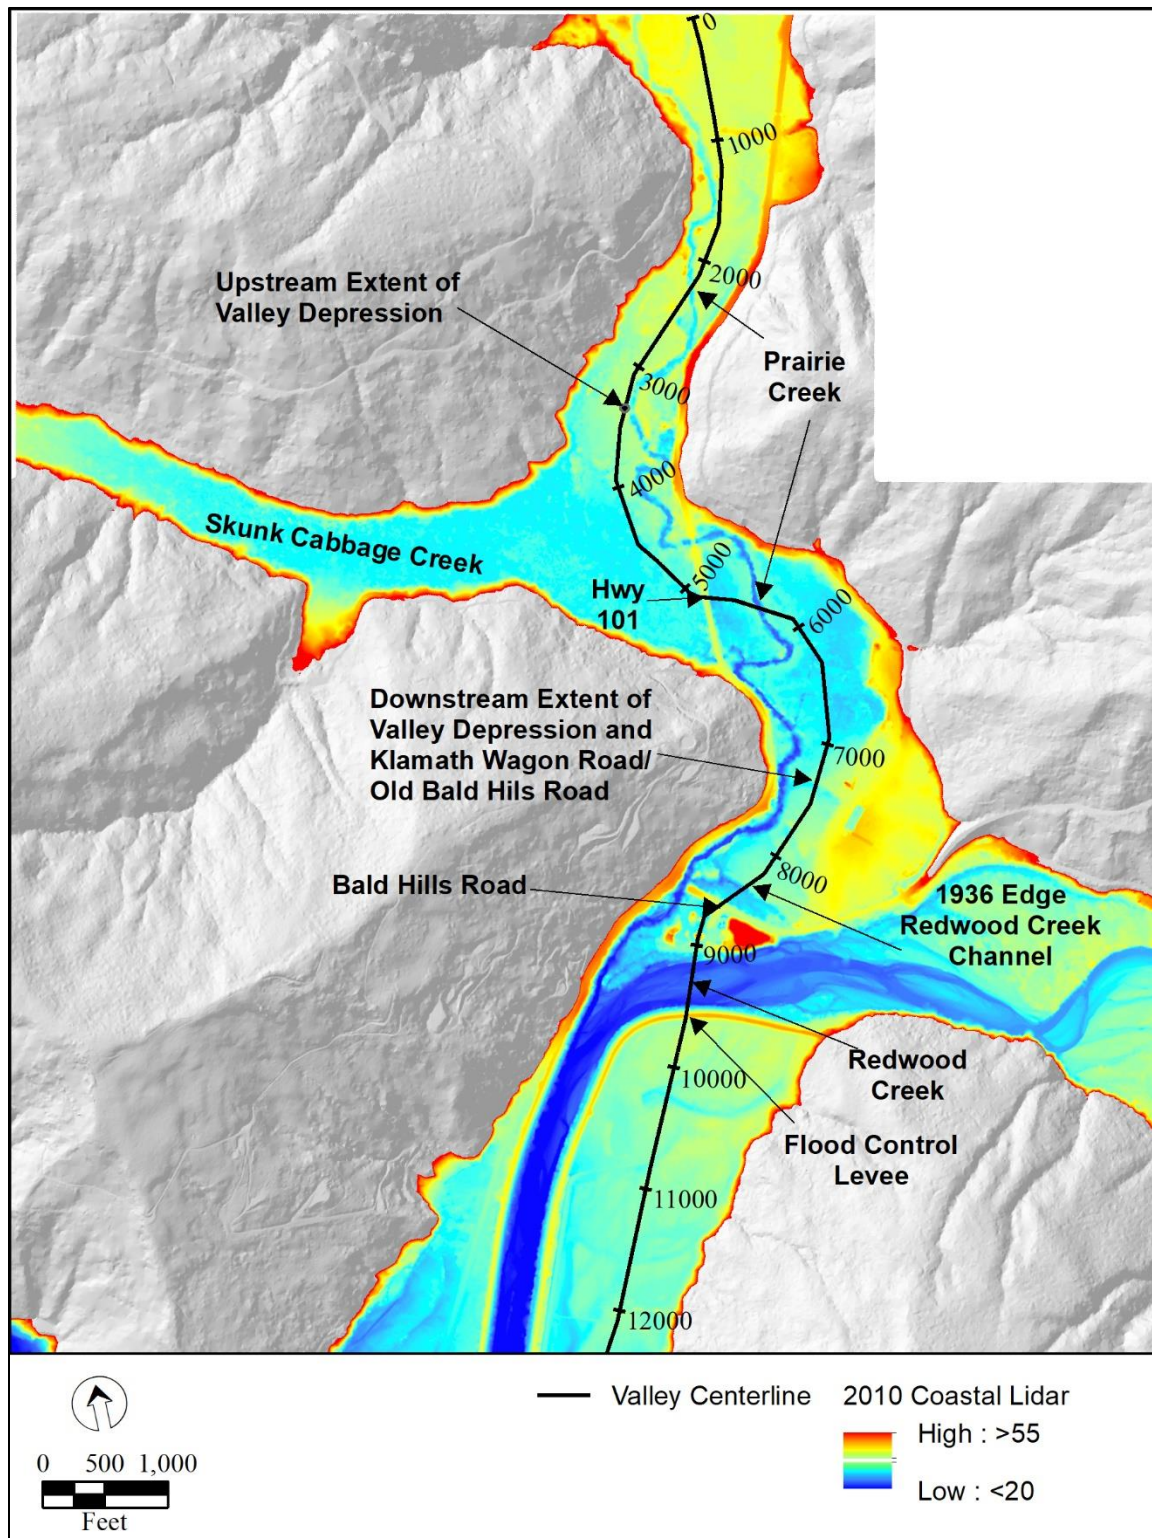 0
1000
Upstream Extent of
Valley Depression
2000
Prairie
Creek
3000
4000
Skunk Cabbage Creek
5000
Hwy
101
6000
Downstream Extent of
Valley Depression and
Klamath Wagon Road/
Old Bald Hils Road
7000
8000
Bald Hills Road
1936 Edge
Redwood Creek
Channel
9000
Redwood
Creek
10000
Flood Control
Levee
11000
12000
Valley Centerline
2010 Coastal Lidar
High : >55
Low : <20
0 500 1,000
Feet